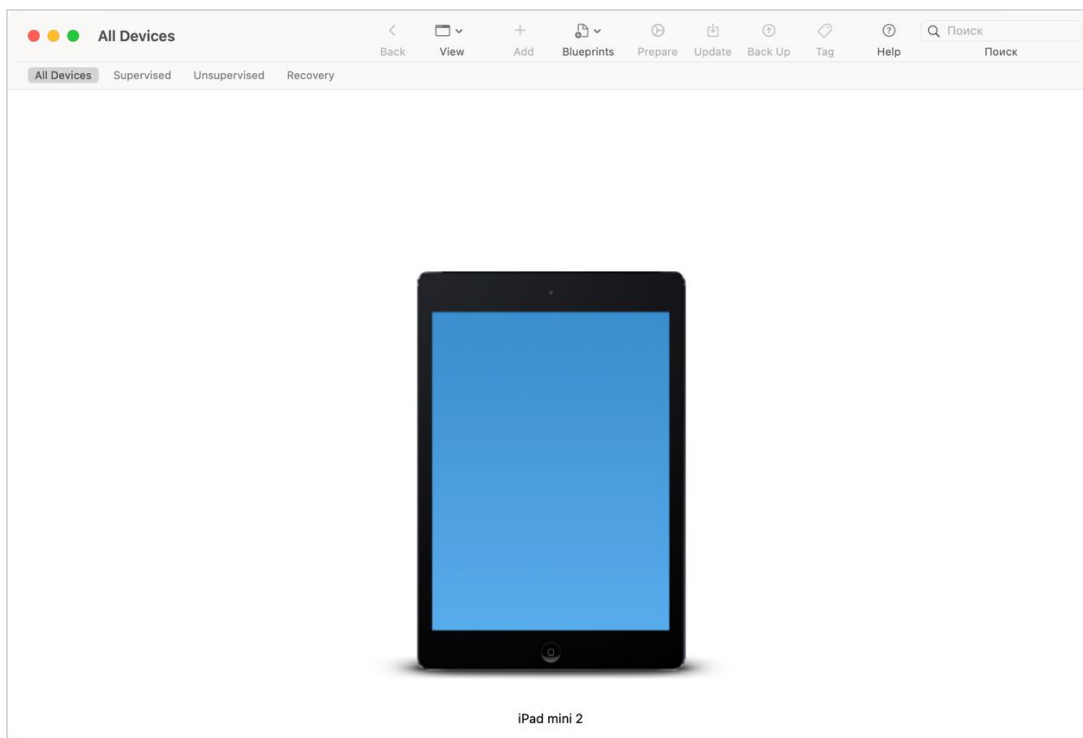 All Devices
Back View Add Blueprints Prepare Update Back Up Tag Help Поиск
Поиск
All Devices Supervised Unsupervised Recovery
iPad mini 2